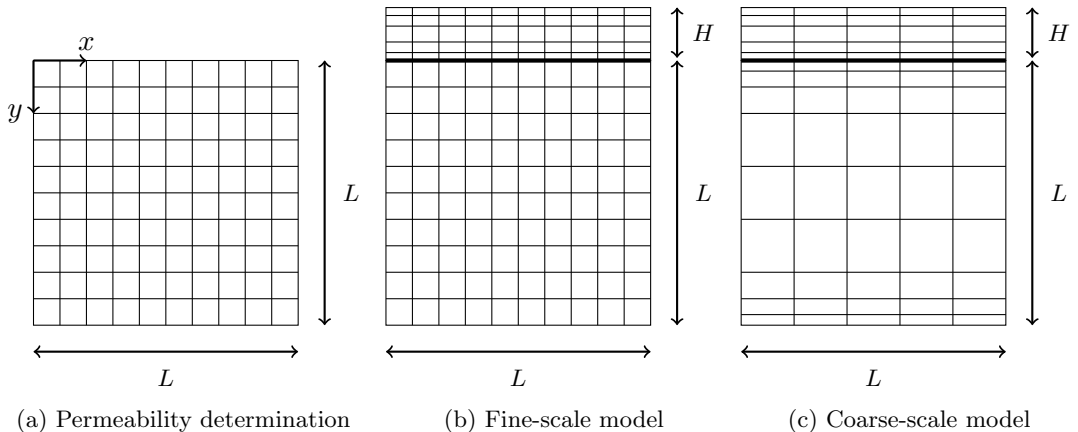 x
y
L
L
H
L
L
H
L
L
(a) Permeability determination
(b) Fine-scale model
(c) Coarse-scale model